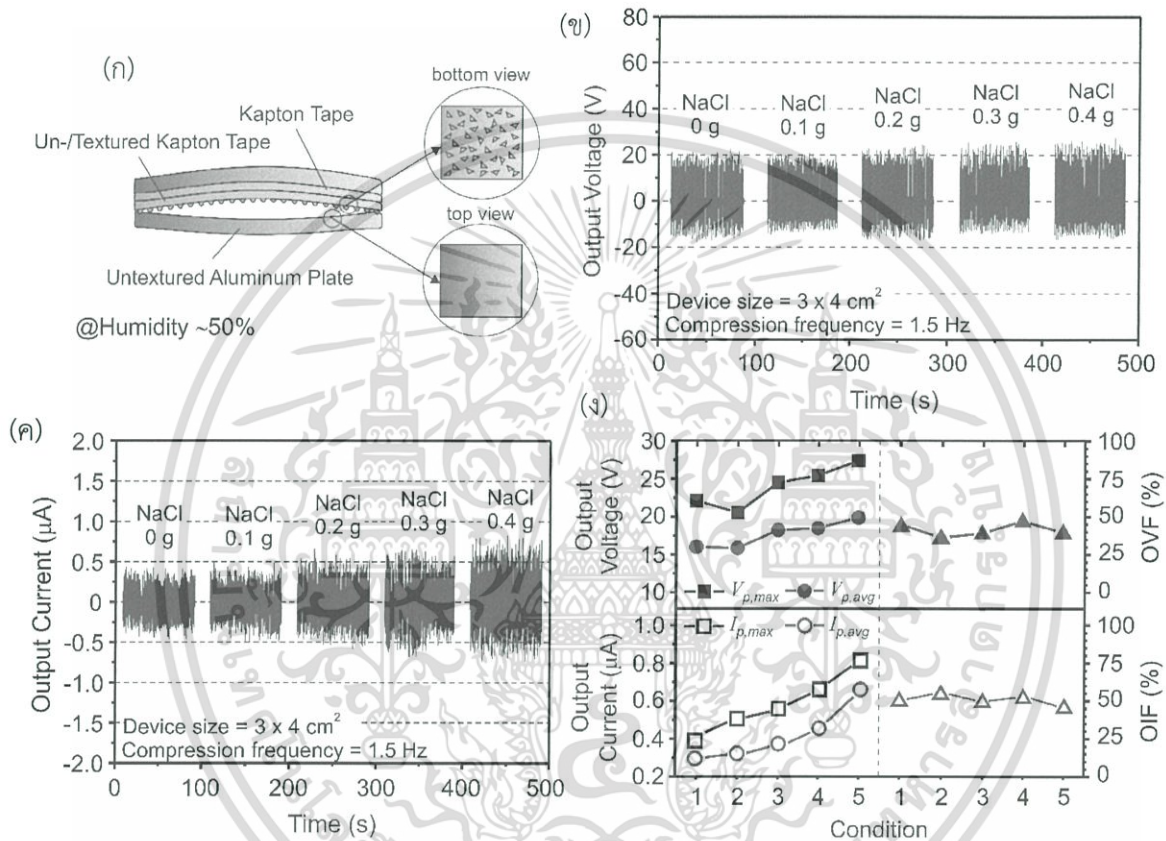 (ก)
bottom view
Kapton Tape
Un-/Textured Kapton Tape
top view
Untextured Aluminum Plate
@Humidity ~50%
(ข)
Output Voltage (V)
80
60
40
20
0
-20
-40
-60
NaCl
0 g
NaCl
0.1 g
NaCl
0.2 g
NaCl
0.3 g
NaCl
0.4 g
Device size = 3 x 4 cm²
Compression frequency = 1.5 Hz
0 100 200 300 400 500
Time (s)
(ค)
Output Current (μA)
2.0
1.5
1.0
0.5
0
-0.5
-1.0
-1.5
-2.0
NaCl
0 g
NaCl
0.1 g
NaCl
0.2 g
NaCl
0.3 g
NaCl
0.4 g
Device size = 3 x 4 cm²
Compression frequency = 1.5 Hz
0 100 200 300 400 500
Time (s)
(ง)
Output
Voltage (V)
30
25
20
15
10
V_p,max V_p,avg
100
75
50
25
0
OVF (%)
Output
Current (μA)
1.0
0.8
0.6
0.4
0.2
I_p,max I_p,avg
100
75
50
25
0
OIF (%)
1 2 3 4 5 1 2 3 4 5
Condition